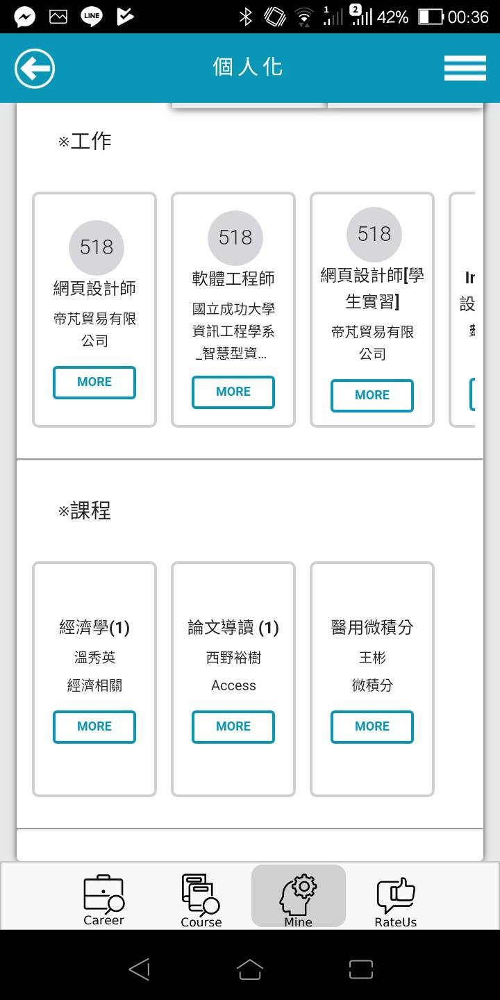 LINE
1
2
42%
00:36
個人化
※工作
518
網頁設計師
帝芃貿易有限
公司
MORE
518
軟體工程師
國立成功大學
資訊工程學系
_智慧型資...
MORE
518
網頁設計師[學
生實習]
帝芃貿易有限
公司
MORE
設
※課程
經濟學(1)
溫秀英
經濟相關
MORE
論文導讀 (1)
西野裕樹
Access
MORE
醫用微積分
王彬
微積分
MORE
Career
Course
Mine
RateUs